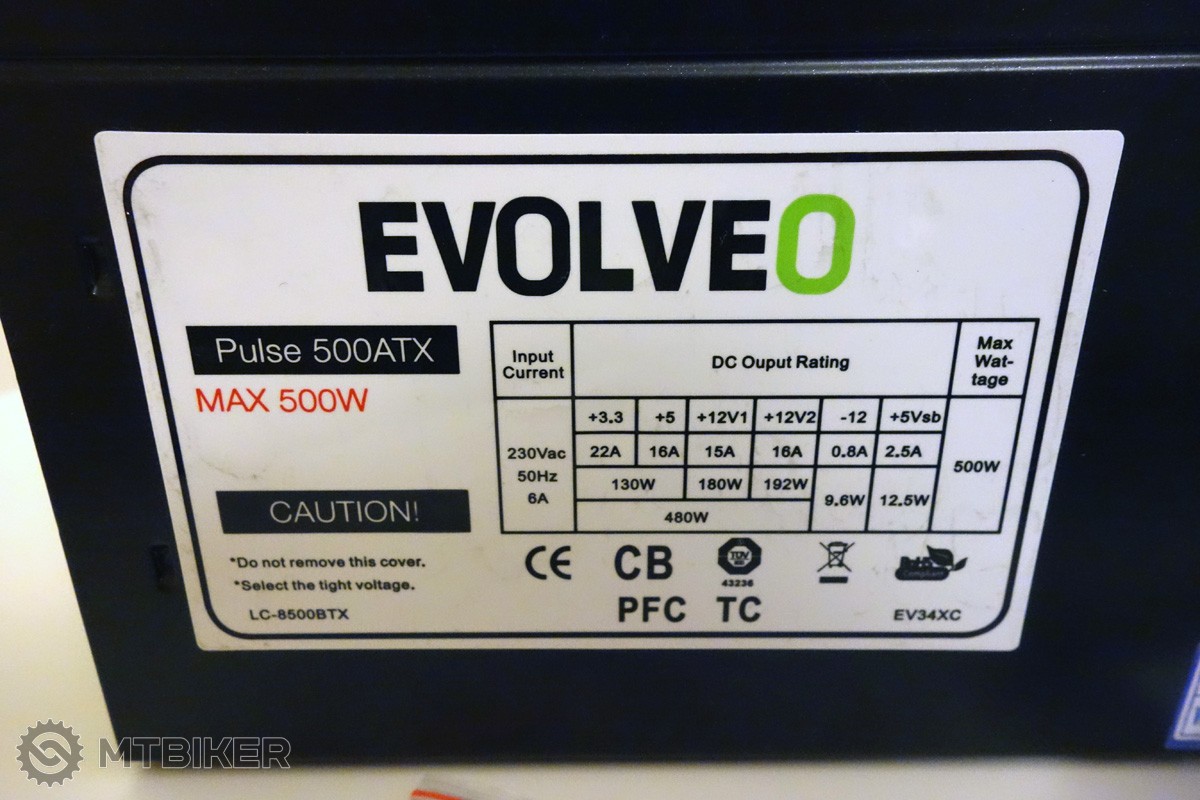 EVOLVEO
Pulse 500ATX
MAX 500W
Input Current DC Ouput Rating Max Wat-tage
+3.3 +5 +12V1 +12V2 -12 +5Vsb
230Vac 50Hz 6A
22A 16A 15A 16A 0.8A 2.5A
500W
130W 180W 192W
9.6W 12.5W
480W
CAUTION!
*Do not remove this cover.
*Select the tight voltage.
LC-8500BTX
CE CB TÜV
43236
PFC TC
EV34XC
MTBIKER